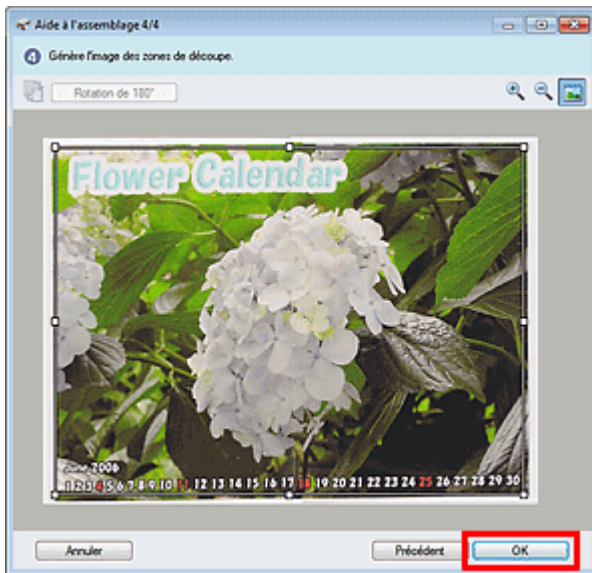 Aide à l'assemblage 4/4
4 Génère l'image des zones de découpe.
Rotation de 180°
Flower Calendar
June 2006
1 2 3 4 5 6 7 8 9 10 11 12 13 14 15 16 17 18 19 20 21 22 23 24 25 26 27 28 29 30
Annuler Précédent OK